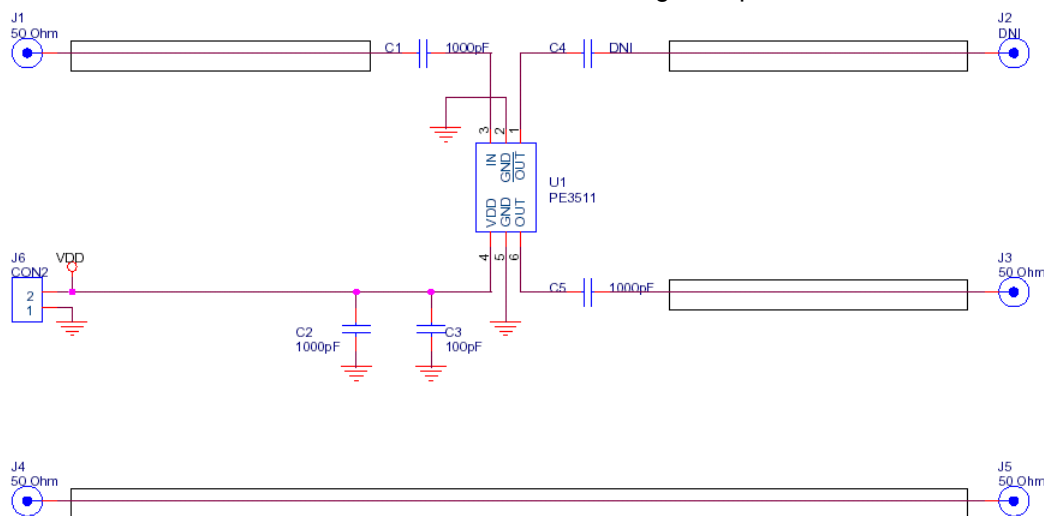 J1
50 Ohm
C1
1000pF
C4
DNI
J2
DNI
3
2
1
IN
GND
OUT
U1
PE3511
VDD
GND
OUT
4
5
6
J6
CON2
VDD
2
1
C5
1000pF
J3
50 Ohm
C2
1000pF
C3
100pF
J4
50 Ohm
J5
50 Ohm